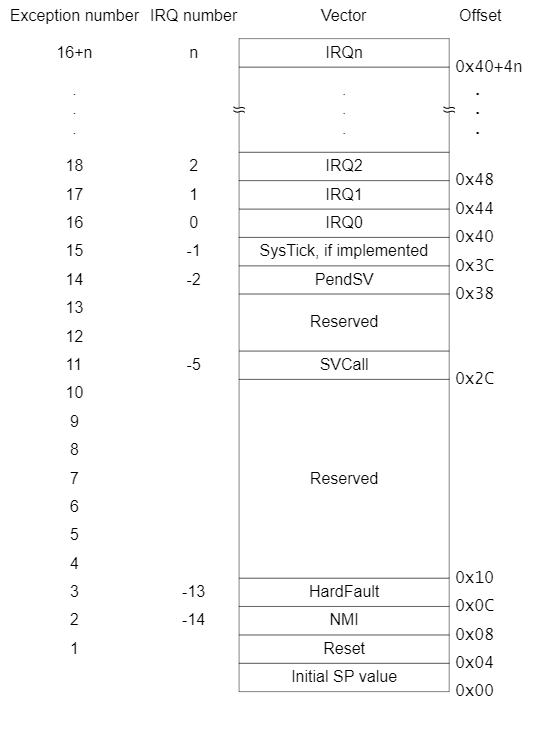 Exception number IRQ number Vector Offset
16+n n IRQn
0x40+4n
. . .
. . .
. . .
18 2 IRQ2
0x48
17 1 IRQ1
0x44
16 0 IRQ0
0x40
15 -1 SysTick, if implemented
0x3C
14 -2 PendSV
0x38
13
Reserved
12
11 -5 SVCall
0x2C
10
9
8
7 Reserved
6
5
4
0x10
3 -13 HardFault
0x0C
2 -14 NMI
0x08
1 Reset
0x04
Initial SP value
0x00